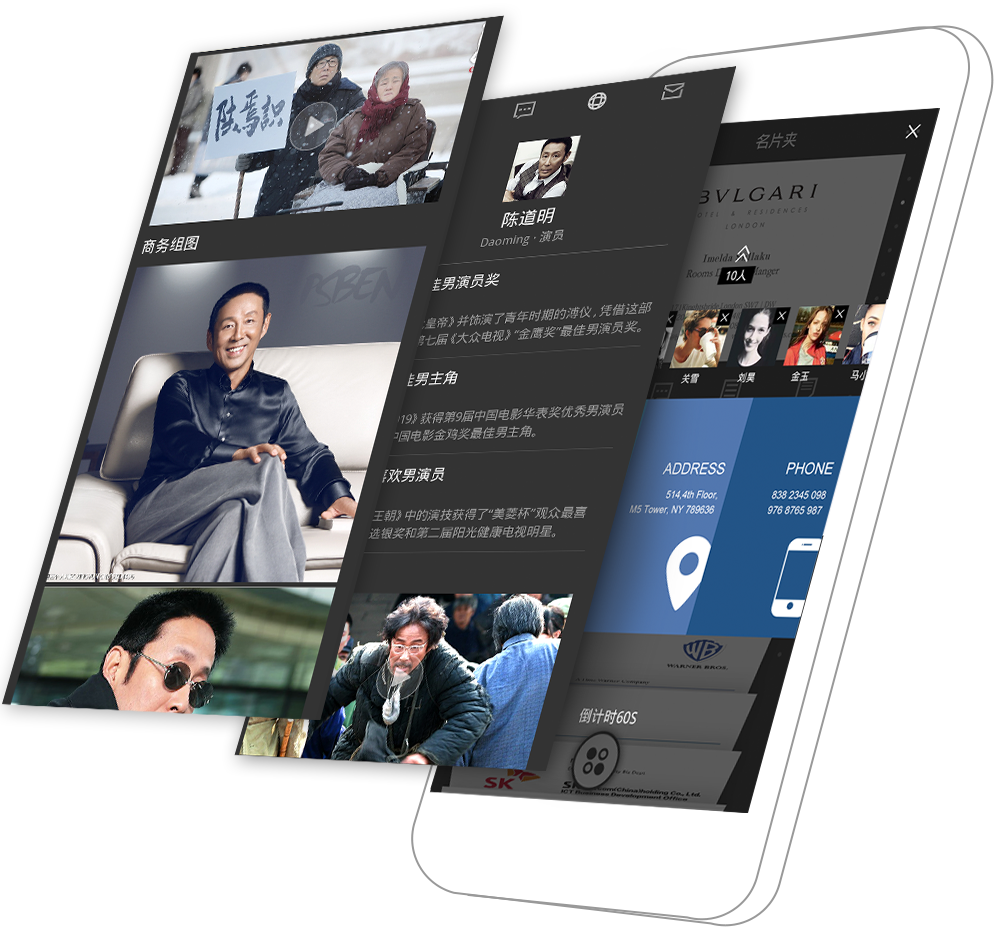 陆焉識
商务组图
陈道明
Daoming · 演员
佳男演员奖
皇帝》并饰演了青年时期的溥仪，凭借这部
第七届《大众电视》“金鹰奖”最佳男演员奖。
佳男主角
019》获得第9届中国电影华表奖优秀男演员
中国电影金鸡奖最佳男主角。
喜欢男演员
王朝》中的演技获得了“美菱杯”观众最喜
选银奖和第二届阳光健康电视明星。
名片夹
BVLGARI
HOTEL & RESIDENCES
LONDON
Imelda
10人
关雪
刘昊
金玉
马小
ADDRESS
514,4th Floor,
M5 Tower, NY 789636
PHONE
838 2345 098
976 8765 987
WB
WARNER BROS.
倒计时60S
SK
ICT Business Development Office